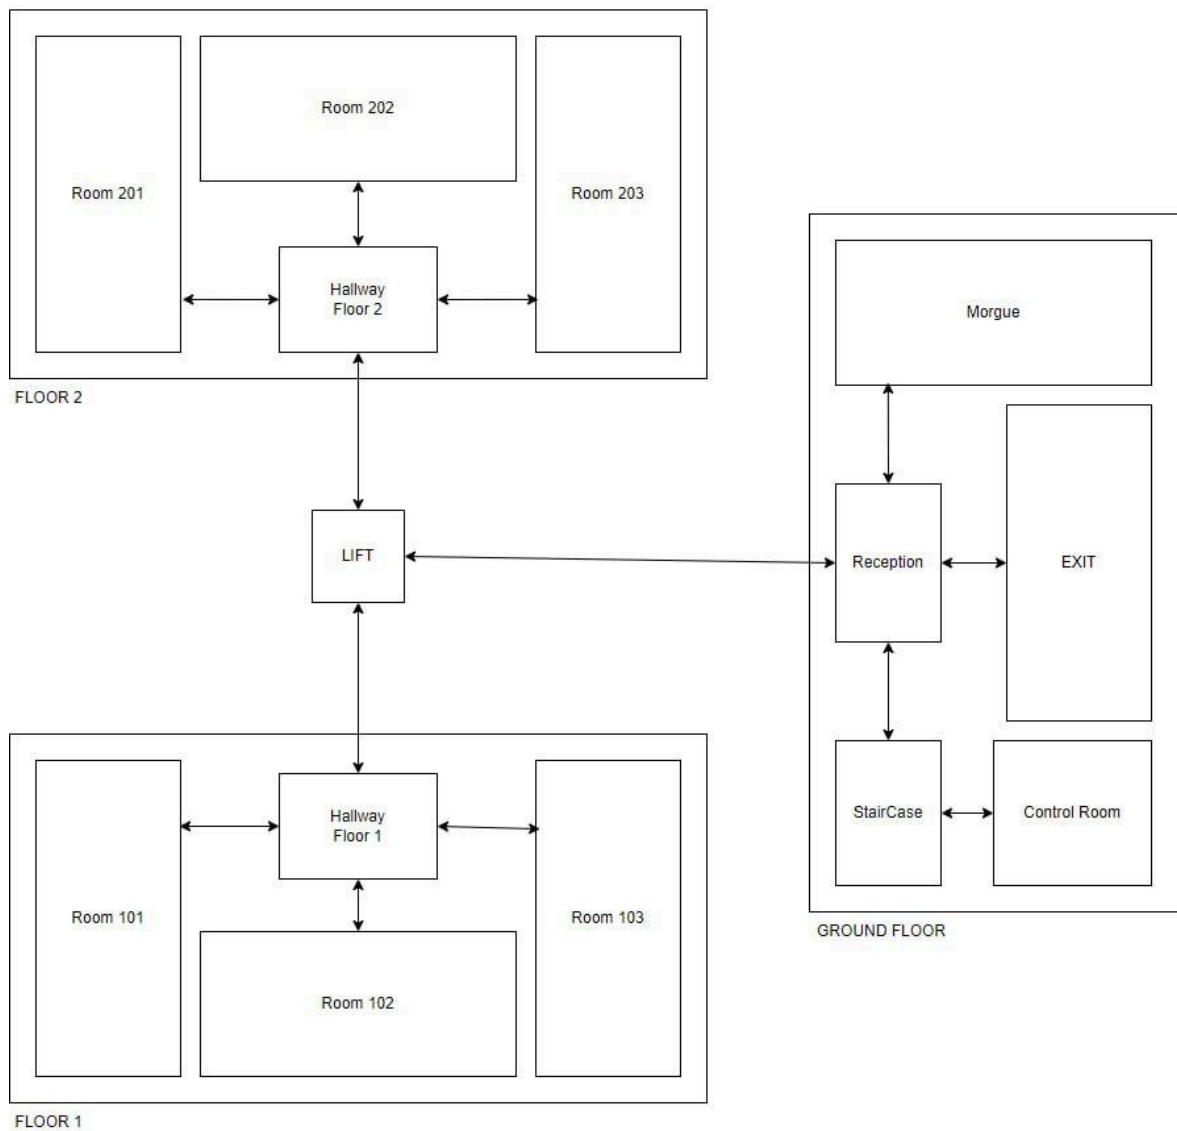 Room 202
Room 201
Room 203
Hallway
Floor 2
FLOOR 2
Morgue
LIFT
Reception
EXIT
Hallway
Floor 1
StairCase
Control Room
Room 101
Room 103
Room 102
GROUND FLOOR
FLOOR 1